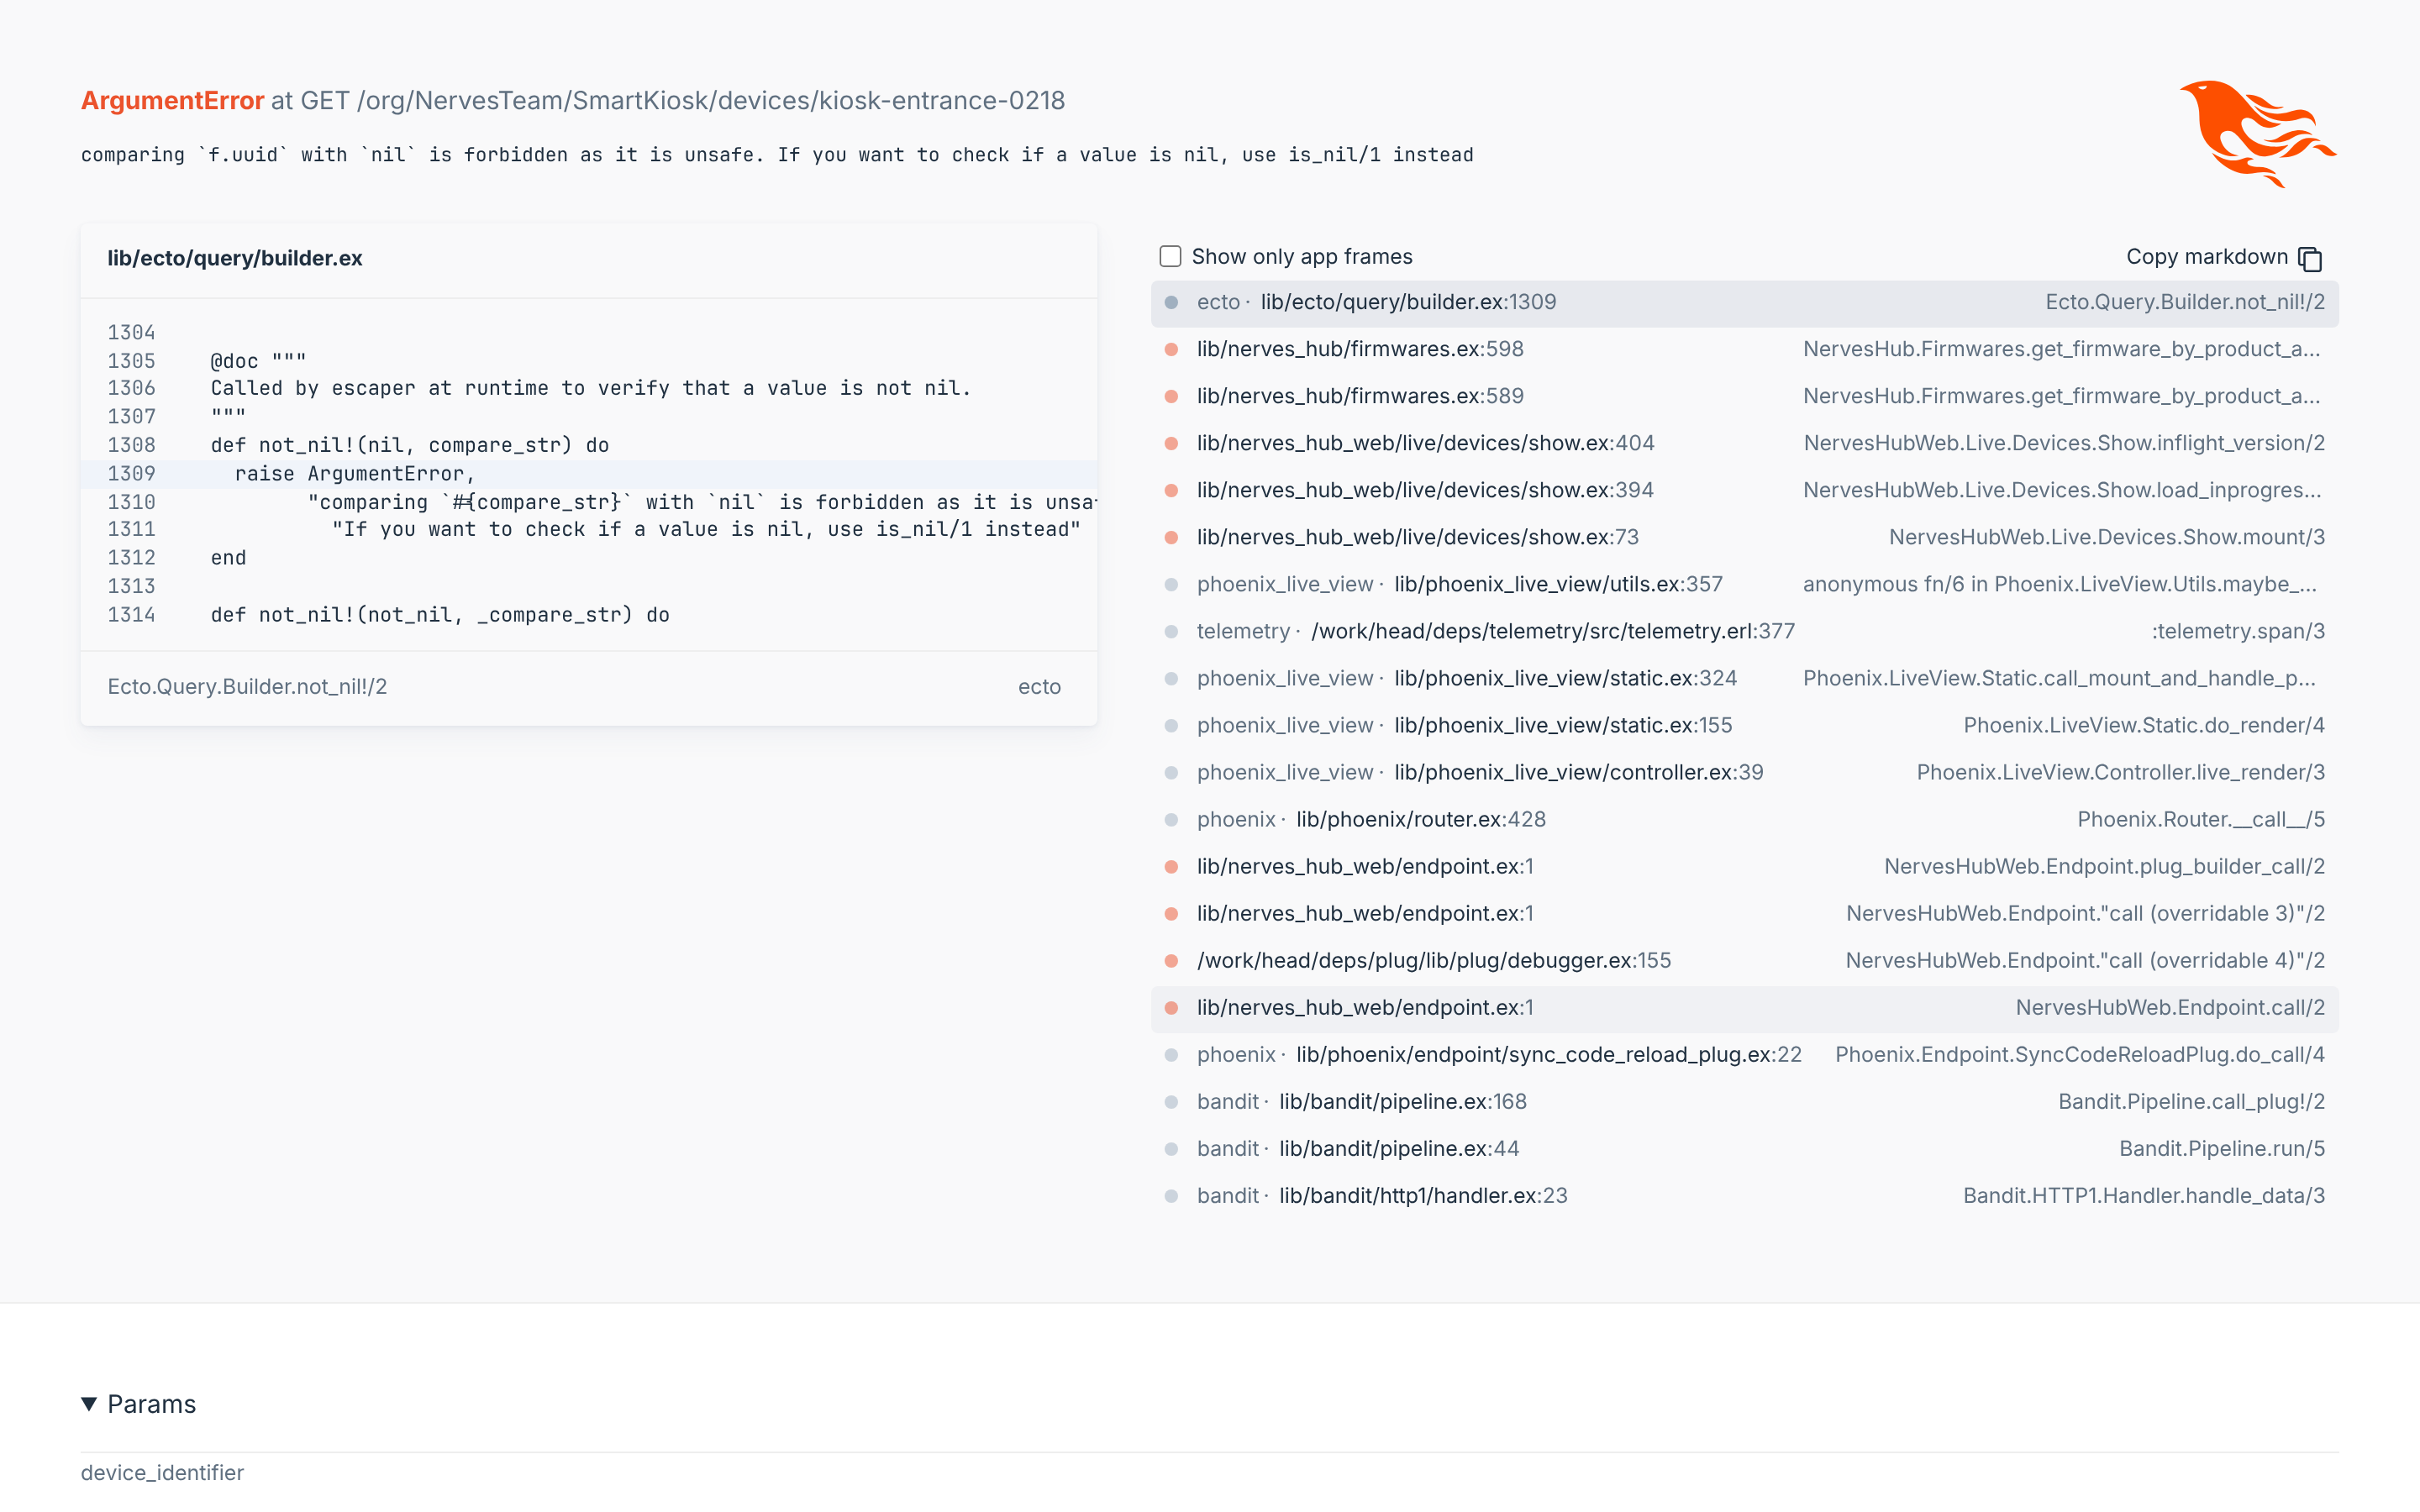 ArgumentError at GET /org/NervesTeam/SmartKiosk/devices/kiosk-entrance-0218
comparing `f.uuid` with `nil` is forbidden as it is unsafe. If you want to check if a value is nil, use is_nil/1 instead
lib/ecto/query/builder.ex
1304
1305 @doc """
1306 Called by escaper at runtime to verify that a value is not nil.
1307 """
1308 def not_nil!(nil, compare_str) do
1309 raise ArgumentError,
1310 "comparing `#{compare_str}` with `nil` is forbidden as it is unsa
1311 "If you want to check if a value is nil, use is_nil/1 instead"
1312 end
1313
1314 def not_nil!(not_nil, _compare_str) do
Ecto.Query.Builder.not_nil!/2 ecto
Show only app frames Copy markdown
ecto · lib/ecto/query/builder.ex:1309 Ecto.Query.Builder.not_nil!/2
lib/nerves_hub/firmwares.ex:598 NervesHub.Firmwares.get_firmware_by_product_a...
lib/nerves_hub/firmwares.ex:589 NervesHub.Firmwares.get_firmware_by_product_a...
lib/nerves_hub_web/live/devices/show.ex:404 NervesHubWeb.Live.Devices.Show.inflight_version/2
lib/nerves_hub_web/live/devices/show.ex:394 NervesHubWeb.Live.Devices.Show.load_inprogres...
lib/nerves_hub_web/live/devices/show.ex:73 NervesHubWeb.Live.Devices.Show.mount/3
phoenix_live_view · lib/phoenix_live_view/utils.ex:357 anonymous fn/6 in Phoenix.LiveView.Utils.maybe_...
telemetry · /work/head/deps/telemetry/src/telemetry.erl:377 :telemetry.span/3
phoenix_live_view · lib/phoenix_live_view/static.ex:324 Phoenix.LiveView.Static.call_mount_and_handle_p...
phoenix_live_view · lib/phoenix_live_view/static.ex:155 Phoenix.LiveView.Static.do_render/4
phoenix_live_view · lib/phoenix_live_view/controller.ex:39 Phoenix.LiveView.Controller.live_render/3
phoenix · lib/phoenix/router.ex:428 Phoenix.Router.__call__/5
lib/nerves_hub_web/endpoint.ex:1 NervesHubWeb.Endpoint.plug_builder_call/2
lib/nerves_hub_web/endpoint.ex:1 NervesHubWeb.Endpoint."call (overridable 3)"/2
/work/head/deps/plug/lib/plug/debugger.ex:155 NervesHubWeb.Endpoint."call (overridable 4)"/2
lib/nerves_hub_web/endpoint.ex:1 NervesHubWeb.Endpoint.call/2
phoenix · lib/phoenix/endpoint/sync_code_reload_plug.ex:22 Phoenix.Endpoint.SyncCodeReloadPlug.do_call/4
bandit · lib/bandit/pipeline.ex:168 Bandit.Pipeline.call_plug!/2
bandit · lib/bandit/pipeline.ex:44 Bandit.Pipeline.run/5
bandit · lib/bandit/http1/handler.ex:23 Bandit.HTTP1.Handler.handle_data/3
Params
device_identifier